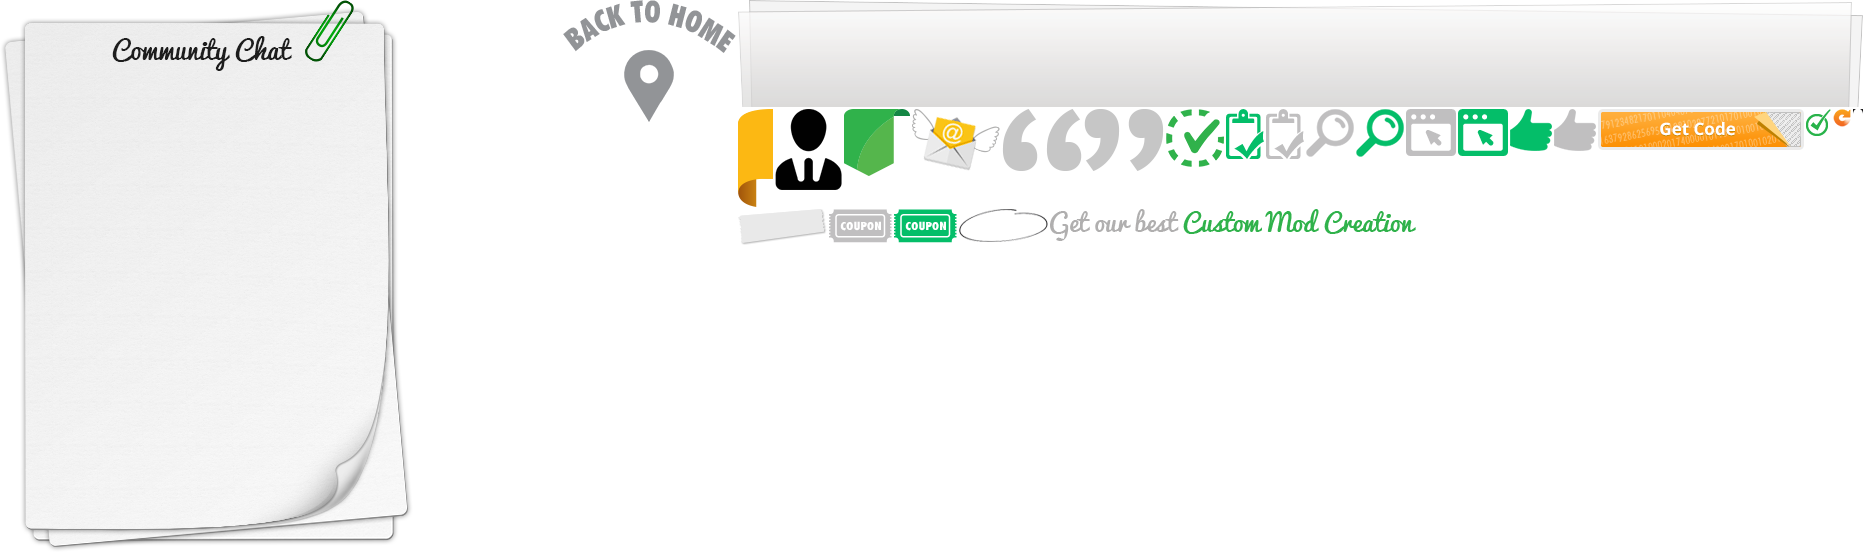 Community Chat
BACK TO HOME
@
Get Code
COUPON
COUPON
Get our best Custom Mod Creation